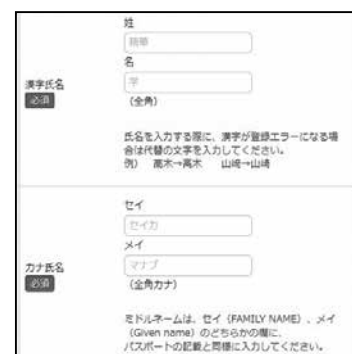 姓
精華
名
学
漢字氏名
必須
(全角)
氏名を入力する際に、漢字が登録エラーになる場
合は代替の文字を入力してください。
例) 髙木→高木 山﨑→山崎
セイ
セイカ
メイ
マナブ
カナ氏名
必須
(全角カナ)
ミドルネームは、セイ(FAMILY NAME)、メイ
(Given name)のどちらかの欄に、
パスポートの記載と同様に入力してください。